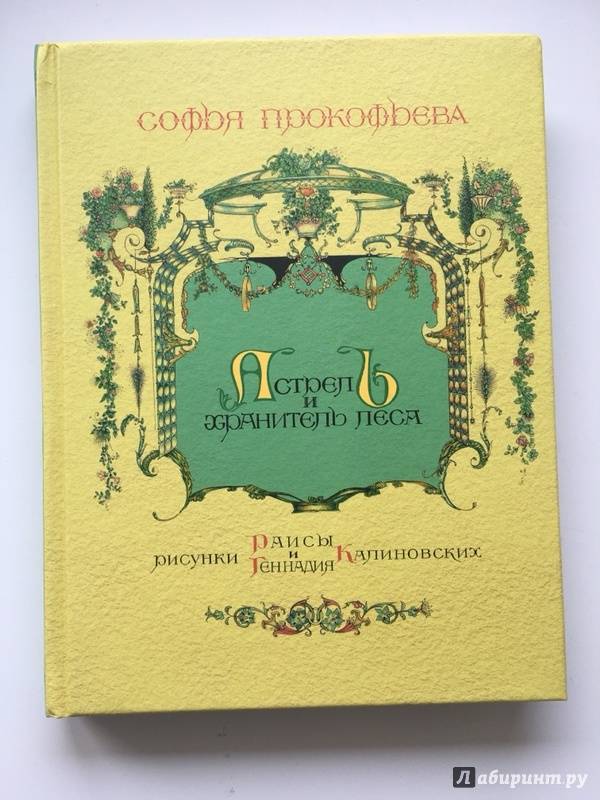 СОФЬЯ ПРОКОФЬЕВА
АСТРЕЛЬ
И
ХРАНИТЕЛЬ ЛЕСА
РИСУНКИ РАИСЫ И ГЕННАДИЯ КАЛИНОВСКИХ
Лабиринт.ру